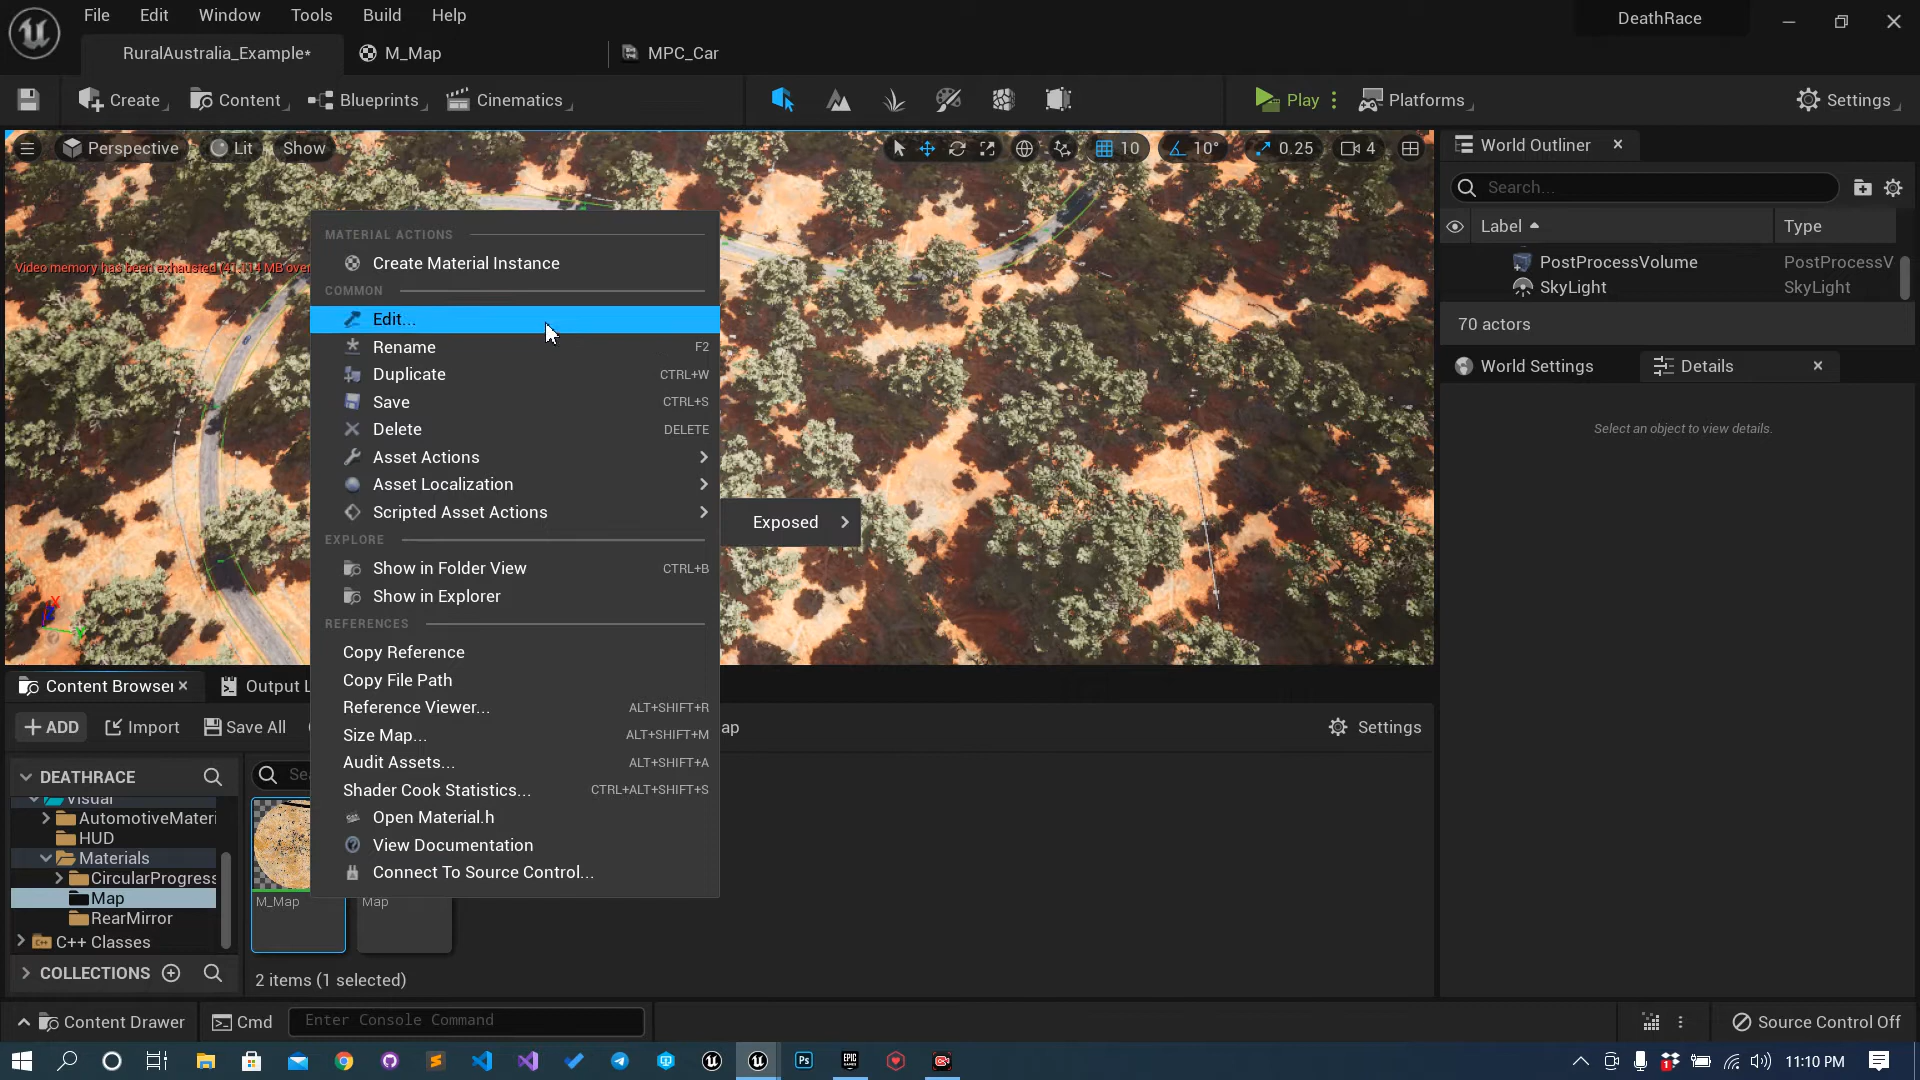 File Edit Window Tools Build Help DeathRace
RuralAustralia_Example* M_Map MPC_Car
Create Content Blueprints Cinematics Play Platforms Settings
Perspective Lit Show 10 10° 0.25 4
Video memory has been exhausted
World Outliner
Search...
Label Type
PostProcessVolume PostProcessV
SkyLight SkyLight
70 actors
World Settings Details
Select an object to view details.
MATERIAL ACTIONS
Create Material Instance
COMMON
Edit...
Rename F2
Duplicate CTRL+W
Save CTRL+S
Delete DELETE
Asset Actions
Asset Localization
Scripted Asset Actions
Exposed
EXPLORE
Show in Folder View CTRL+B
Show in Explorer
REFERENCES
Copy Reference
Copy File Path
Reference Viewer... ALT+SHIFT+R
Size Map... ALT+SHIFT+M
Audit Assets... ALT+SHIFT+A
Shader Cook Statistics... CTRL+ALT+SHIFT+S
Open Material.h
View Documentation
Connect To Source Control...
Content Browser Output L
ADD Import Save All ap Settings
DEATHRACE Sea
Visual
AutomotiveMateri
HUD
Materials
CircularProgress
Map
RearMirror
C++ Classes
COLLECTIONS
M_Map Map
2 items (1 selected)
Content Drawer Cmd Enter Console Command Source Control Off
11:10 PM